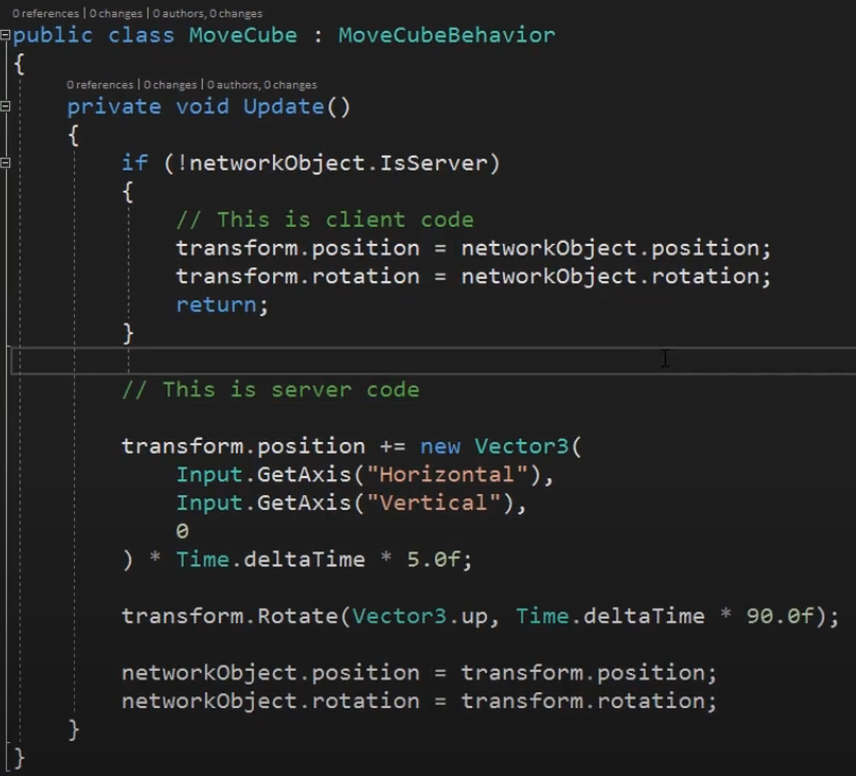 0 references | 0 changes | 0 authors, 0 changes
public class MoveCube : MoveCubeBehavior
{
0 references | 0 changes | 0 authors, 0 changes
private void Update()
{
if (!networkObject.IsServer)
{
// This is client code
transform.position = networkObject.position;
transform.rotation = networkObject.rotation;
return;
}
// This is server code
transform.position += new Vector3(
Input.GetAxis("Horizontal"),
Input.GetAxis("Vertical"),
0
) * Time.deltaTime * 5.0f;
transform.Rotate(Vector3.up, Time.deltaTime * 90.0f);
networkObject.position = transform.position;
networkObject.rotation = transform.rotation;
}
}